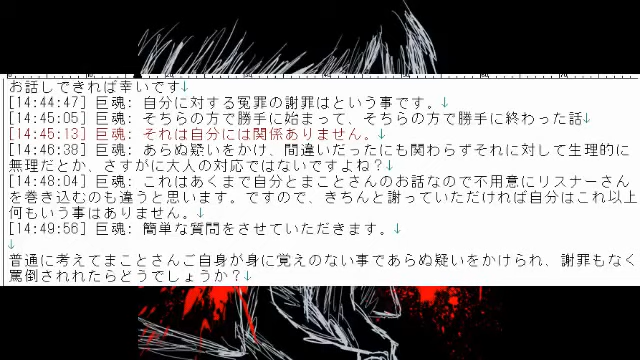 お話しできれば幸いです↓
[14:44:47] 巨魂: 自分に対する冤罪の謝罪はという事です。↓
[14:45:05] 巨魂: そちらの方で勝手に始まって、そちらの方で勝手に終わった話↓
[14:45:13] 巨魂: それは自分には関係ありません。↓
[14:46:38] 巨魂: あらぬ疑いをかけ、間違いだったにも関わらずそれに対して生理的に
無理だとか、さすがに大人の対応ではないですよね？↓
[14:48:04] 巨魂: これはあくまで自分とまことさんのお話なので不用意にリスナーさん
を巻き込むのも違うと思います。ですので、きちんと謝っていただければ自分はこれ以上
何もいう事はありません。↓
[14:49:56] 巨魂: 簡単な質問をさせていただきます。↓
↓
普通に考えてまことさんご自身が身に覚えのない事であらぬ疑いをかけられ、謝罪もなく
罵倒されれたらどうでしょうか？↓